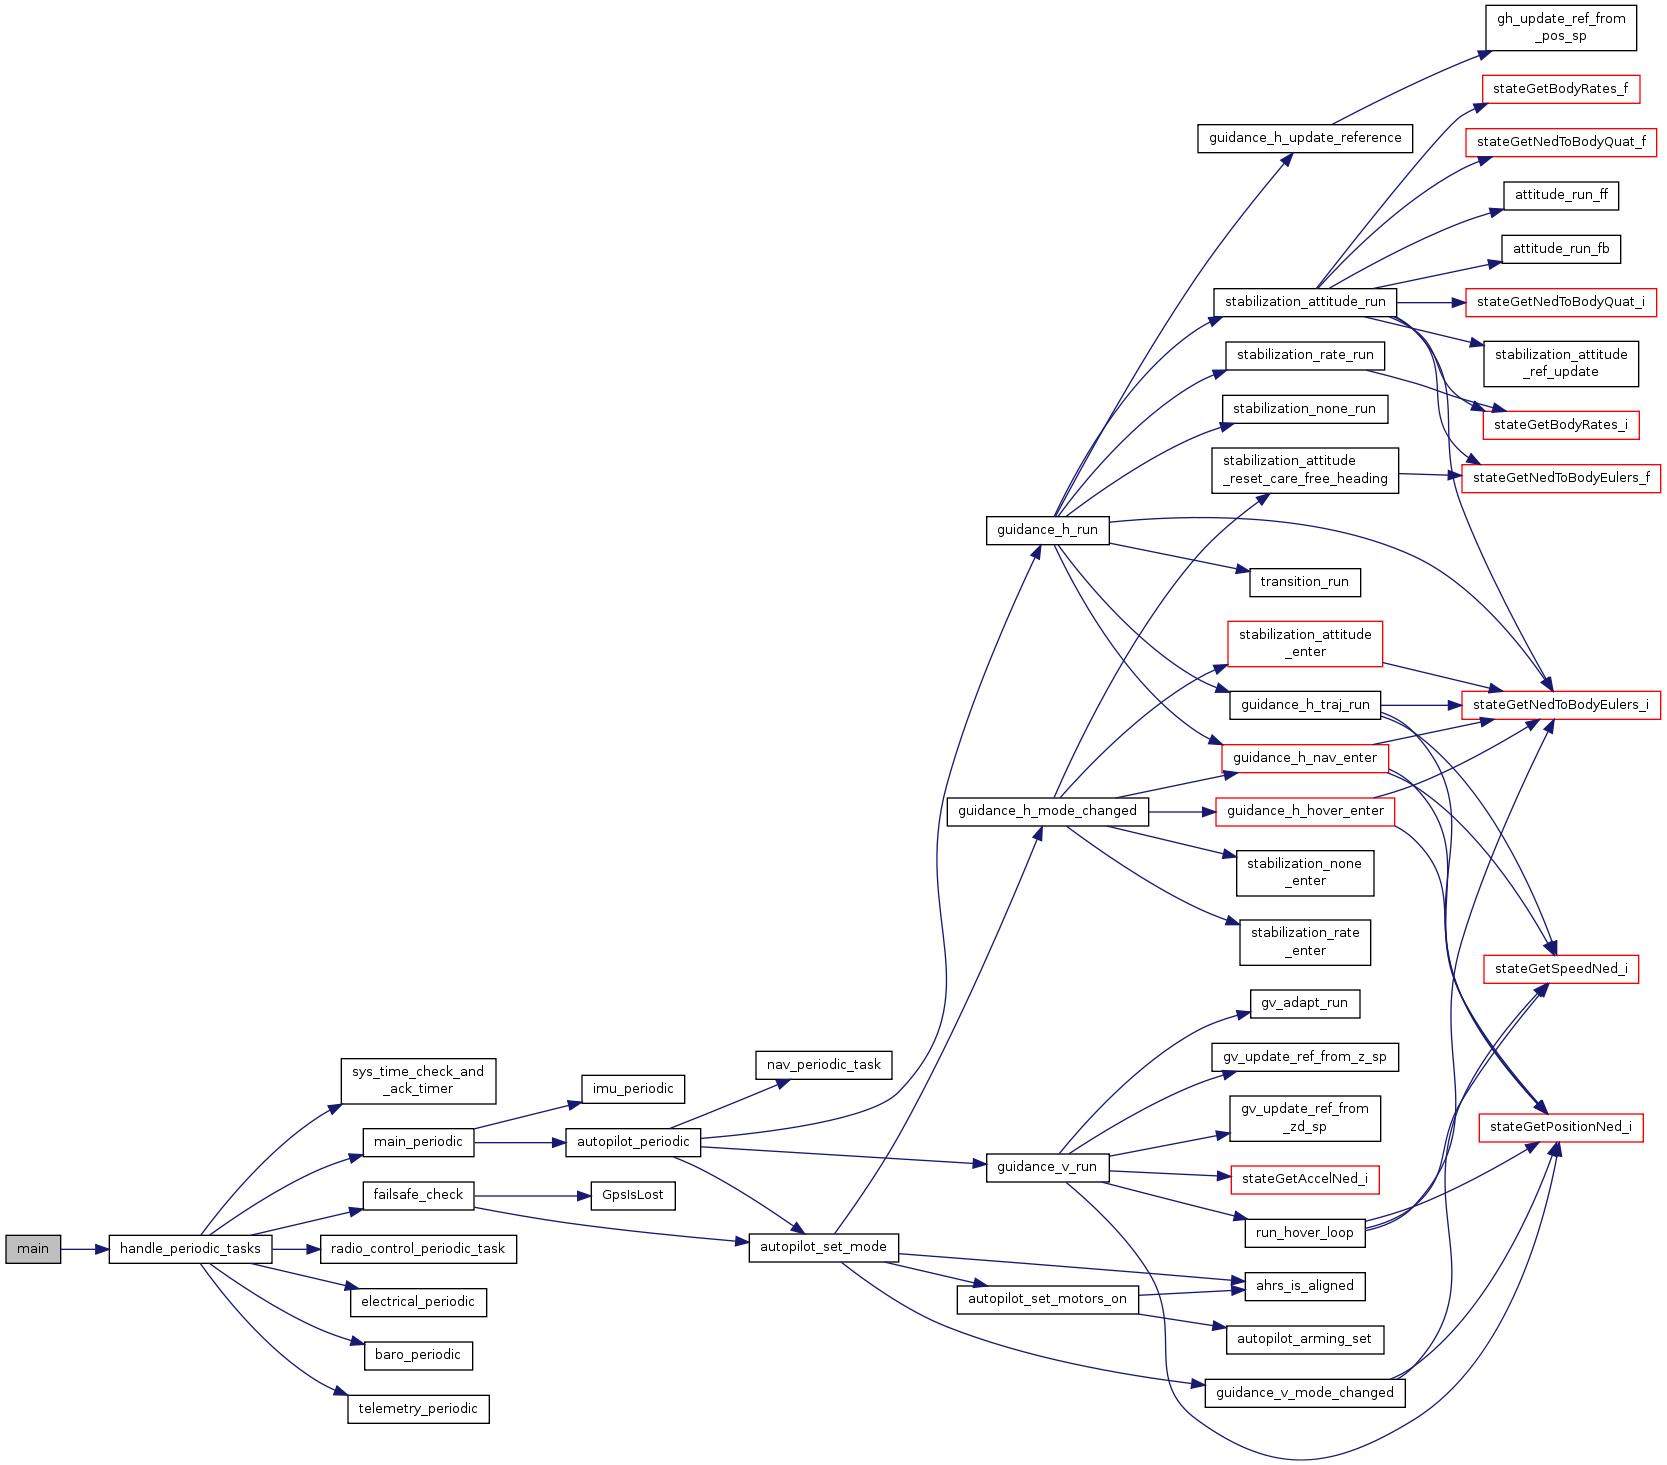 main
handle_periodic_tasks
sys_time_check_and
_ack_timer
main_periodic
failsafe_check
radio_control_periodic_task
electrical_periodic
baro_periodic
telemetry_periodic
imu_periodic
autopilot_periodic
GpsIsLost
nav_periodic_task
autopilot_set_mode
guidance_h_run
guidance_h_mode_changed
guidance_v_run
autopilot_set_motors_on
guidance_h_update_reference
stabilization_attitude_run
stabilization_rate_run
stabilization_none_run
stabilization_attitude
_reset_care_free_heading
transition_run
stabilization_attitude
_enter
guidance_h_traj_run
guidance_h_nav_enter
guidance_h_hover_enter
stabilization_none
_enter
stabilization_rate
_enter
gv_adapt_run
gv_update_ref_from_z_sp
gv_update_ref_from
_zd_sp
stateGetAccelNed_i
run_hover_loop
ahrs_is_aligned
autopilot_arming_set
guidance_v_mode_changed
gh_update_ref_from
_pos_sp
stateGetBodyRates_f
stateGetNedToBodyQuat_f
attitude_run_ff
attitude_run_fb
stateGetNedToBodyQuat_i
stabilization_attitude
_ref_update
stateGetBodyRates_i
stateGetNedToBodyEulers_f
stateGetNedToBodyEulers_i
stateGetSpeedNed_i
stateGetPositionNed_i